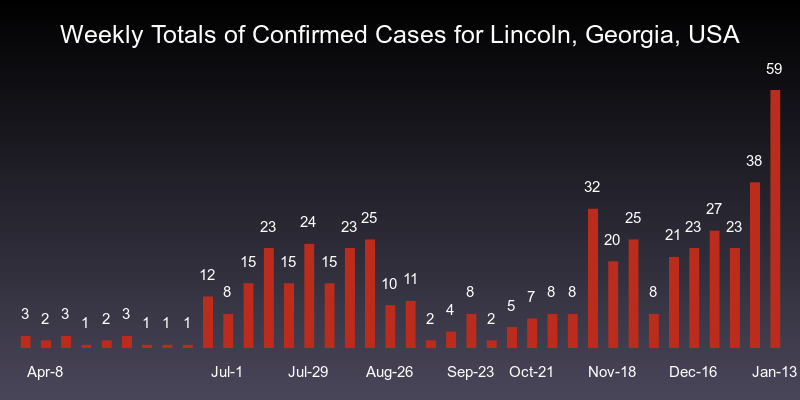 Weekly Totals of Confirmed Cases for Lincoln, Georgia, USA
3 2 3 1 2 3 1 1 1 12 8 15 23 15 24 15 23 25 10 11 2 4 8 2 5 7 8 8 32 20 25 8 21 23 27 23 38 59
Apr-8 Jul-1 Jul-29 Aug-26 Sep-23 Oct-21 Nov-18 Dec-16 Jan-13